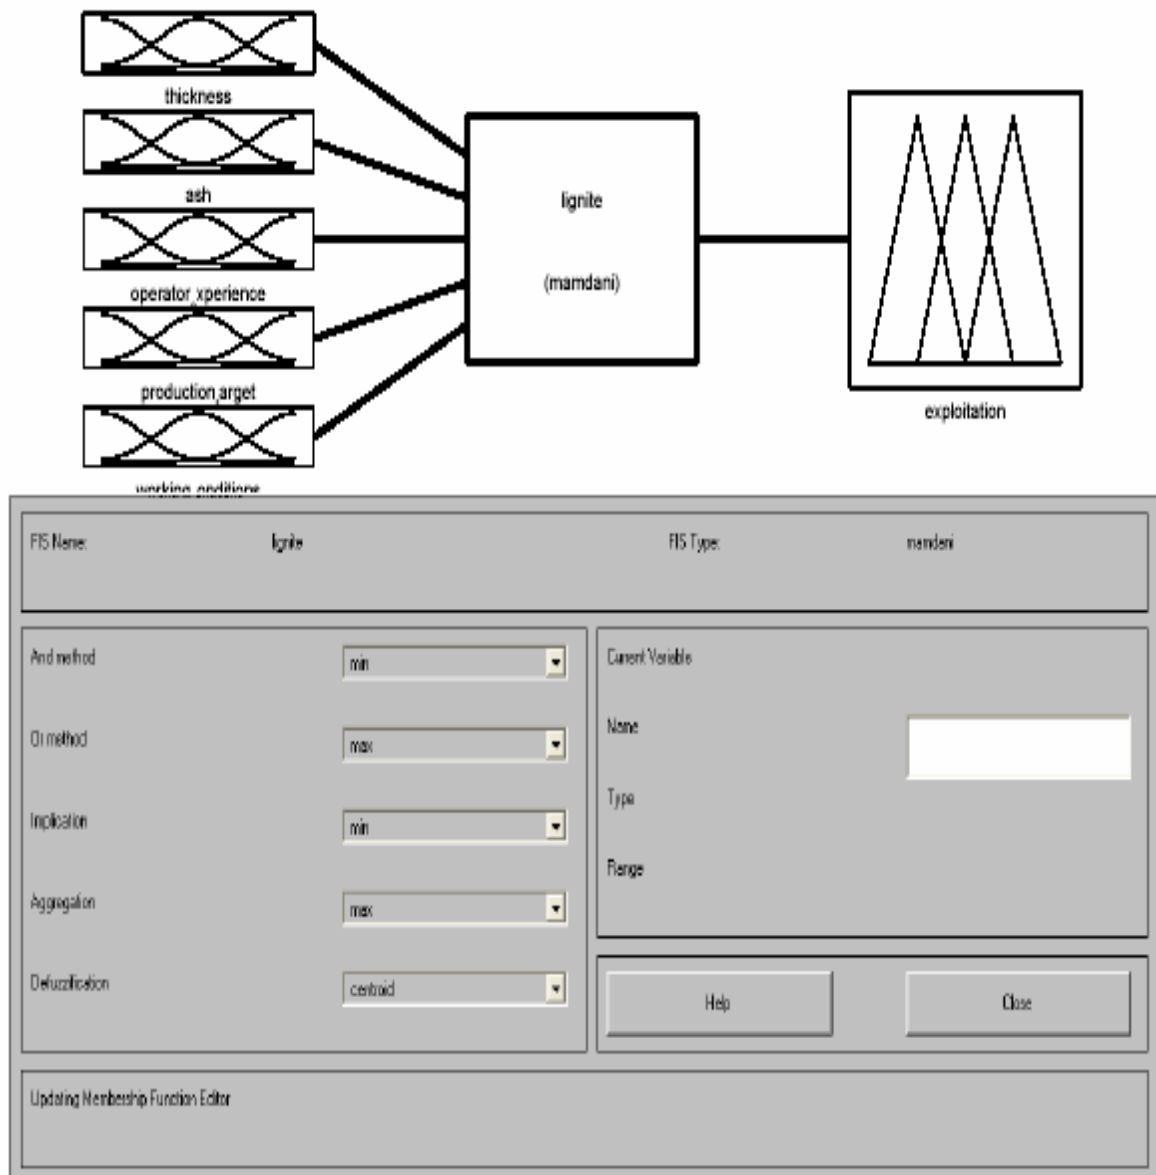 thickness
ash
operator_xperience
production_arget
working_onditions
lignite
(mamdani)
exploitation
FIS Name: lignite FIS Type: mamdani
And method min
Or method max
Implication min
Aggregation max
Defuzzification centroid
Current Variable
Name
Type
Range
Help Close
Updating Membership Function Editor